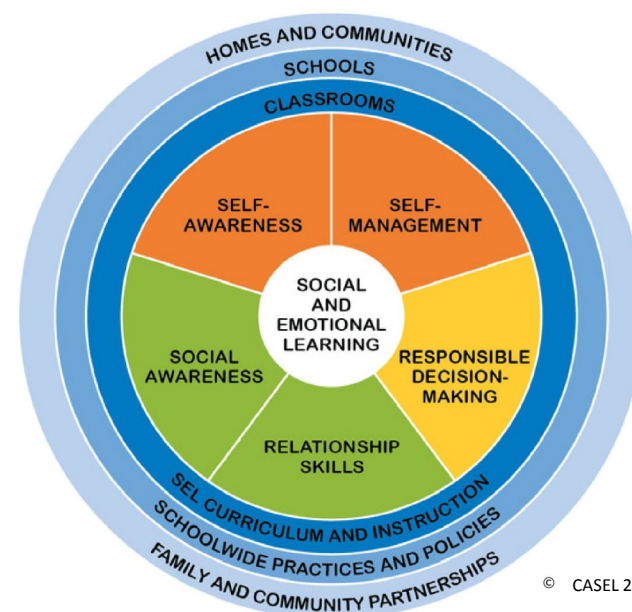 HOMES AND COMMUNITIES
SCHOOLS
CLASSROOMS
SELF-
AWARENESS
SELF-
MANAGEMENT
SOCIAL
AND
EMOTIONAL
LEARNING
SOCIAL
AWARENESS
RESPONSIBLE
DECISION-
MAKING
RELATIONSHIP
SKILLS
SEL CURRICULUM AND INSTRUCTION
SCHOOLWIDE PRACTICES AND POLICIES
FAMILY AND COMMUNITY PARTNERSHIPS
© CASEL 2